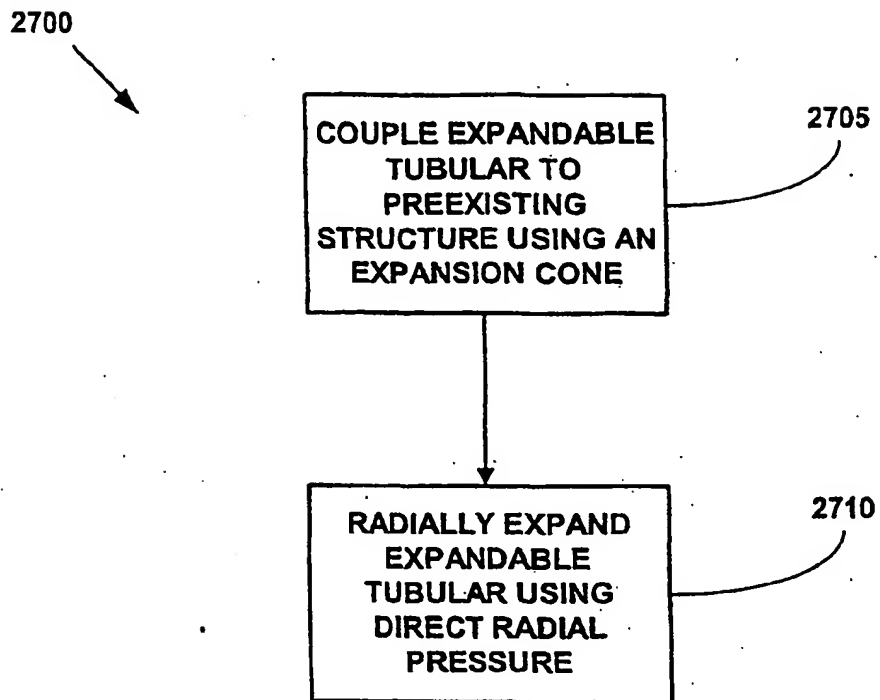 2700
COUPLE EXPANDABLE
TUBULAR TO
PREEXISTING
STRUCTURE USING AN
EXPANSION CONE
2705
RADIALLY EXPAND
EXPANDABLE
TUBULAR USING
DIRECT RADIAL
PRESSURE
2710